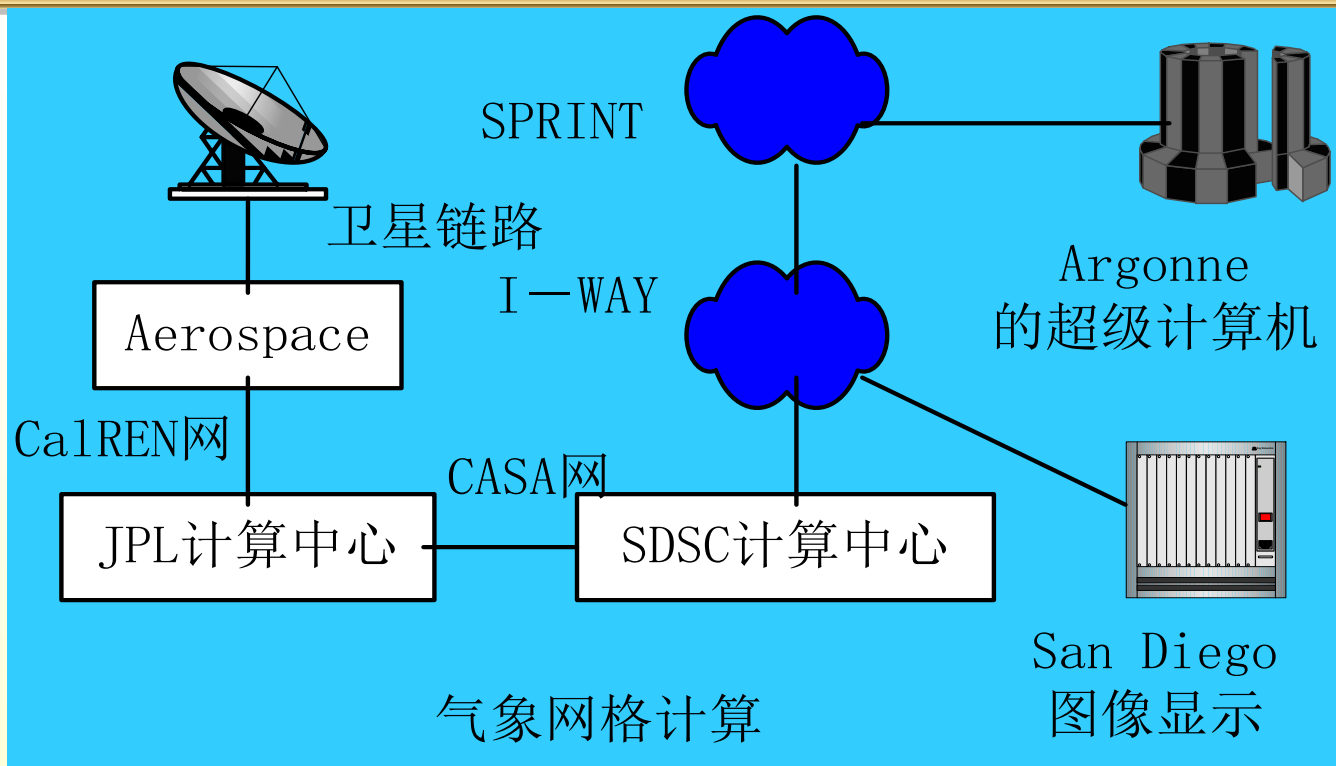 SPRINT
卫星链路
I－WAY
Argonne
的超级计算机
Aerospace
CalREN网
CASA网
JPL计算中心
SDSC计算中心
San Diego
图像显示
气象网格计算